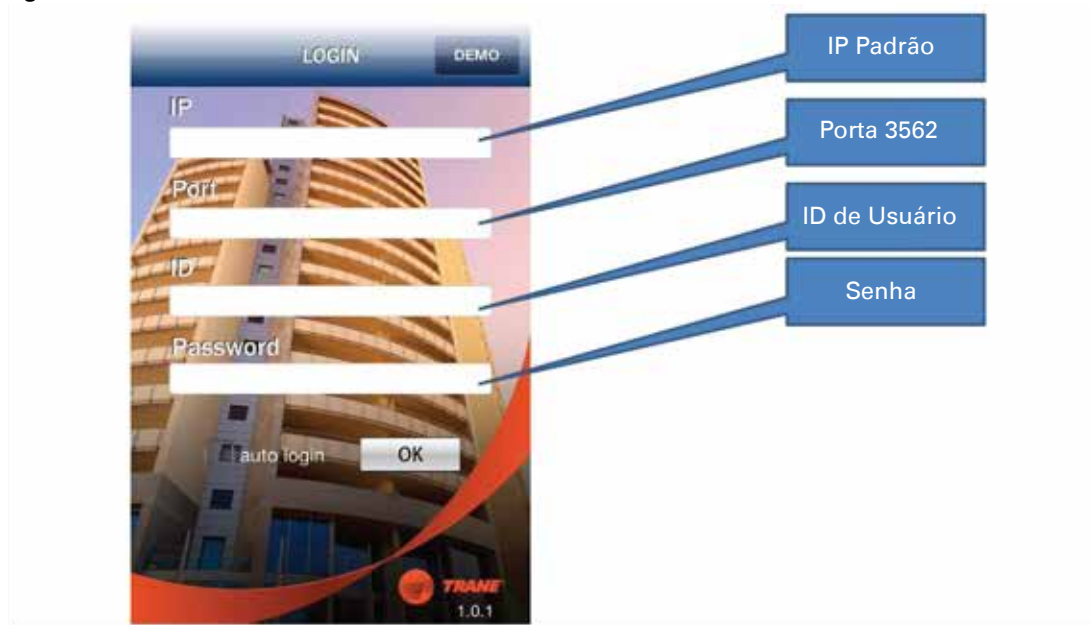 LOGIN
DEMO
IP
Port
ID
Password
auto login
OK
TRANE
1.0.1
IP Padrão
Porta 3562
ID de Usuário
Senha